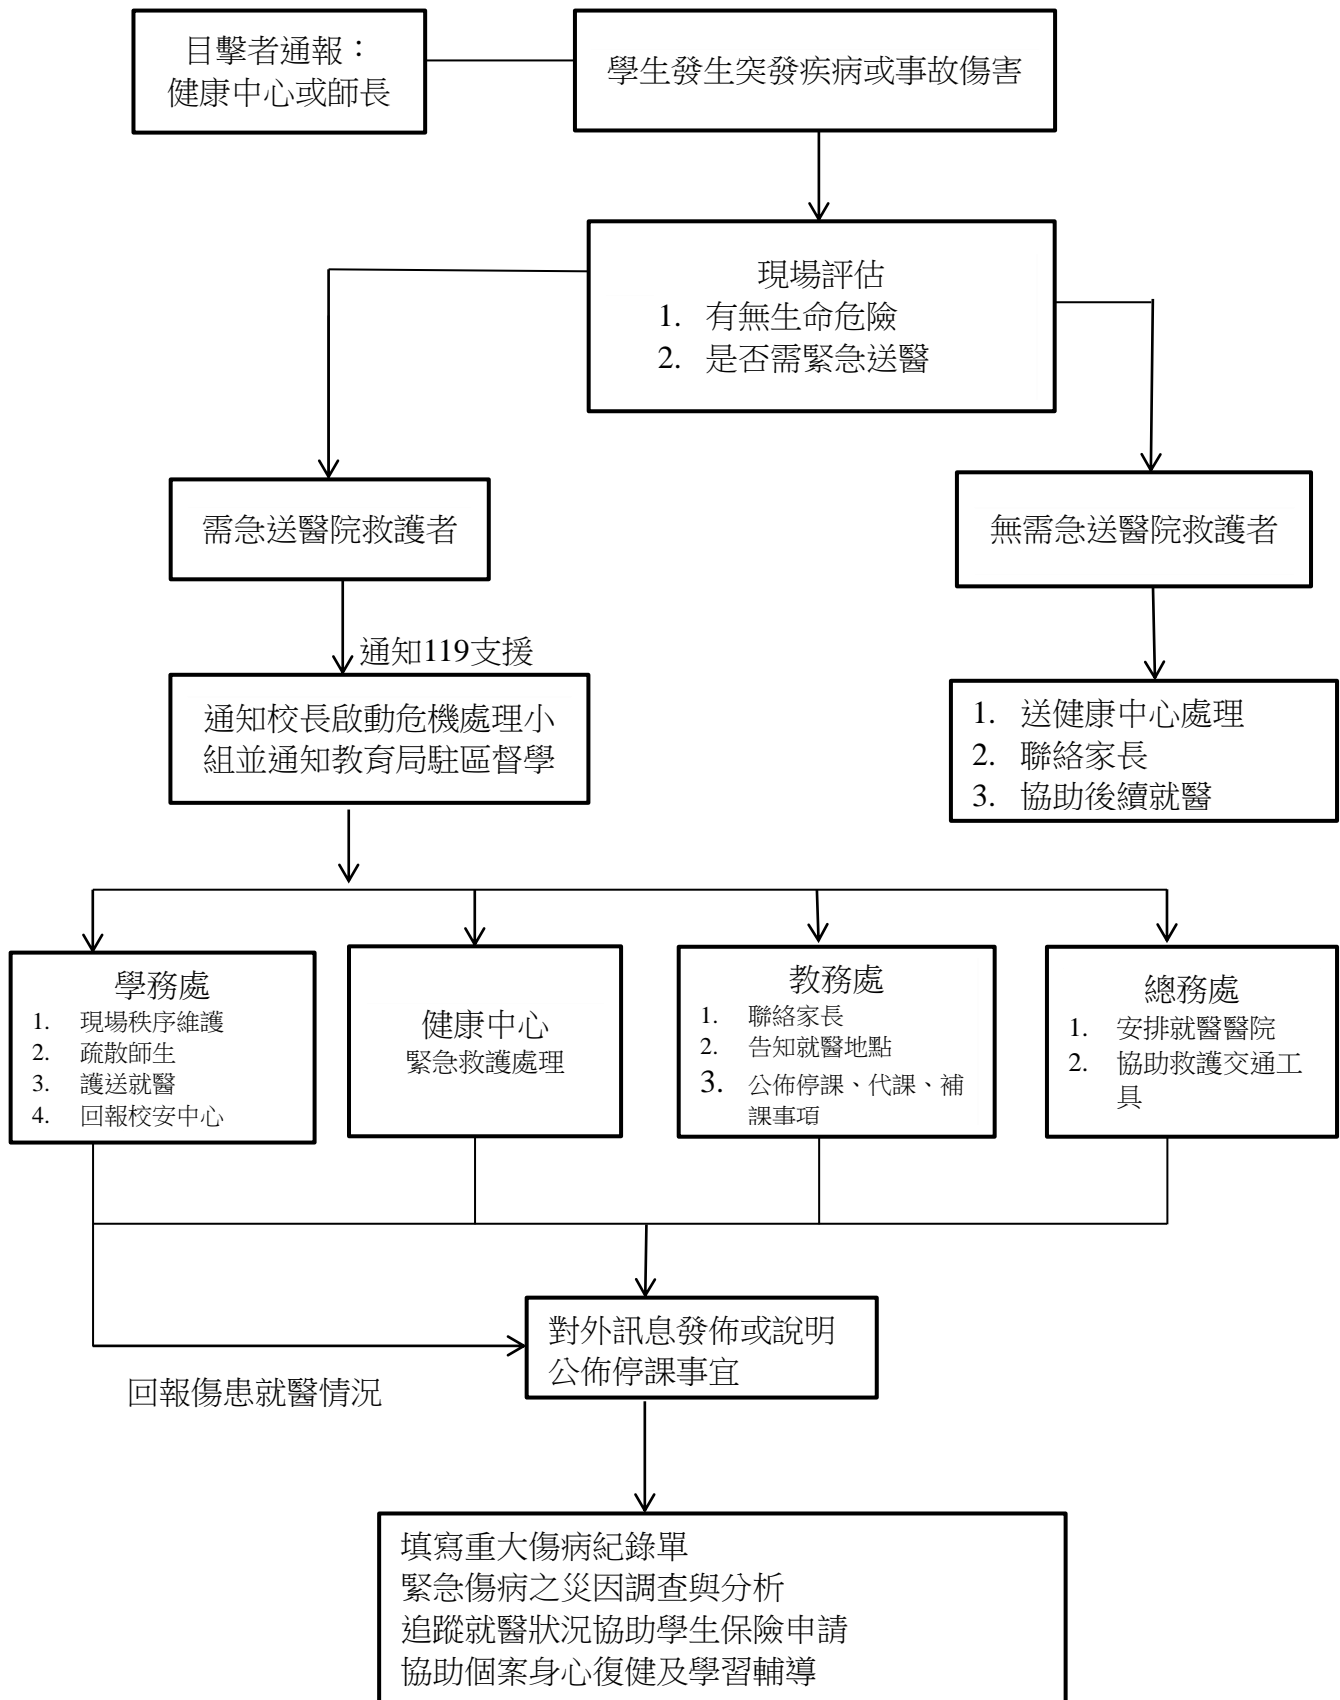 目擊者通報：
健康中心或師長
學生發生突發疾病或事故傷害
現場評估
1. 有無生命危險
2. 是否需緊急送醫
需急送醫院救護者
無需急送醫院救護者
通知119支援
通知校長啟動危機處理小
組並通知教育局駐區督學
1. 送健康中心處理
2. 聯絡家長
3. 協助後續就醫
學務處
1. 現場秩序維護
2. 疏散師生
3. 護送就醫
4. 回報校安中心
健康中心
緊急救護處理
教務處
1. 聯絡家長
2. 告知就醫地點
3. 公佈停課、代課、補
課事項
總務處
1. 安排就醫醫院
2. 協助救護交通工
具
對外訊息發佈或說明
公佈停課事宜
回報傷患就醫情況
填寫重大傷病紀錄單
緊急傷病之災因調查與分析
追蹤就醫狀況協助學生保險申請
協助個案身心復健及學習輔導